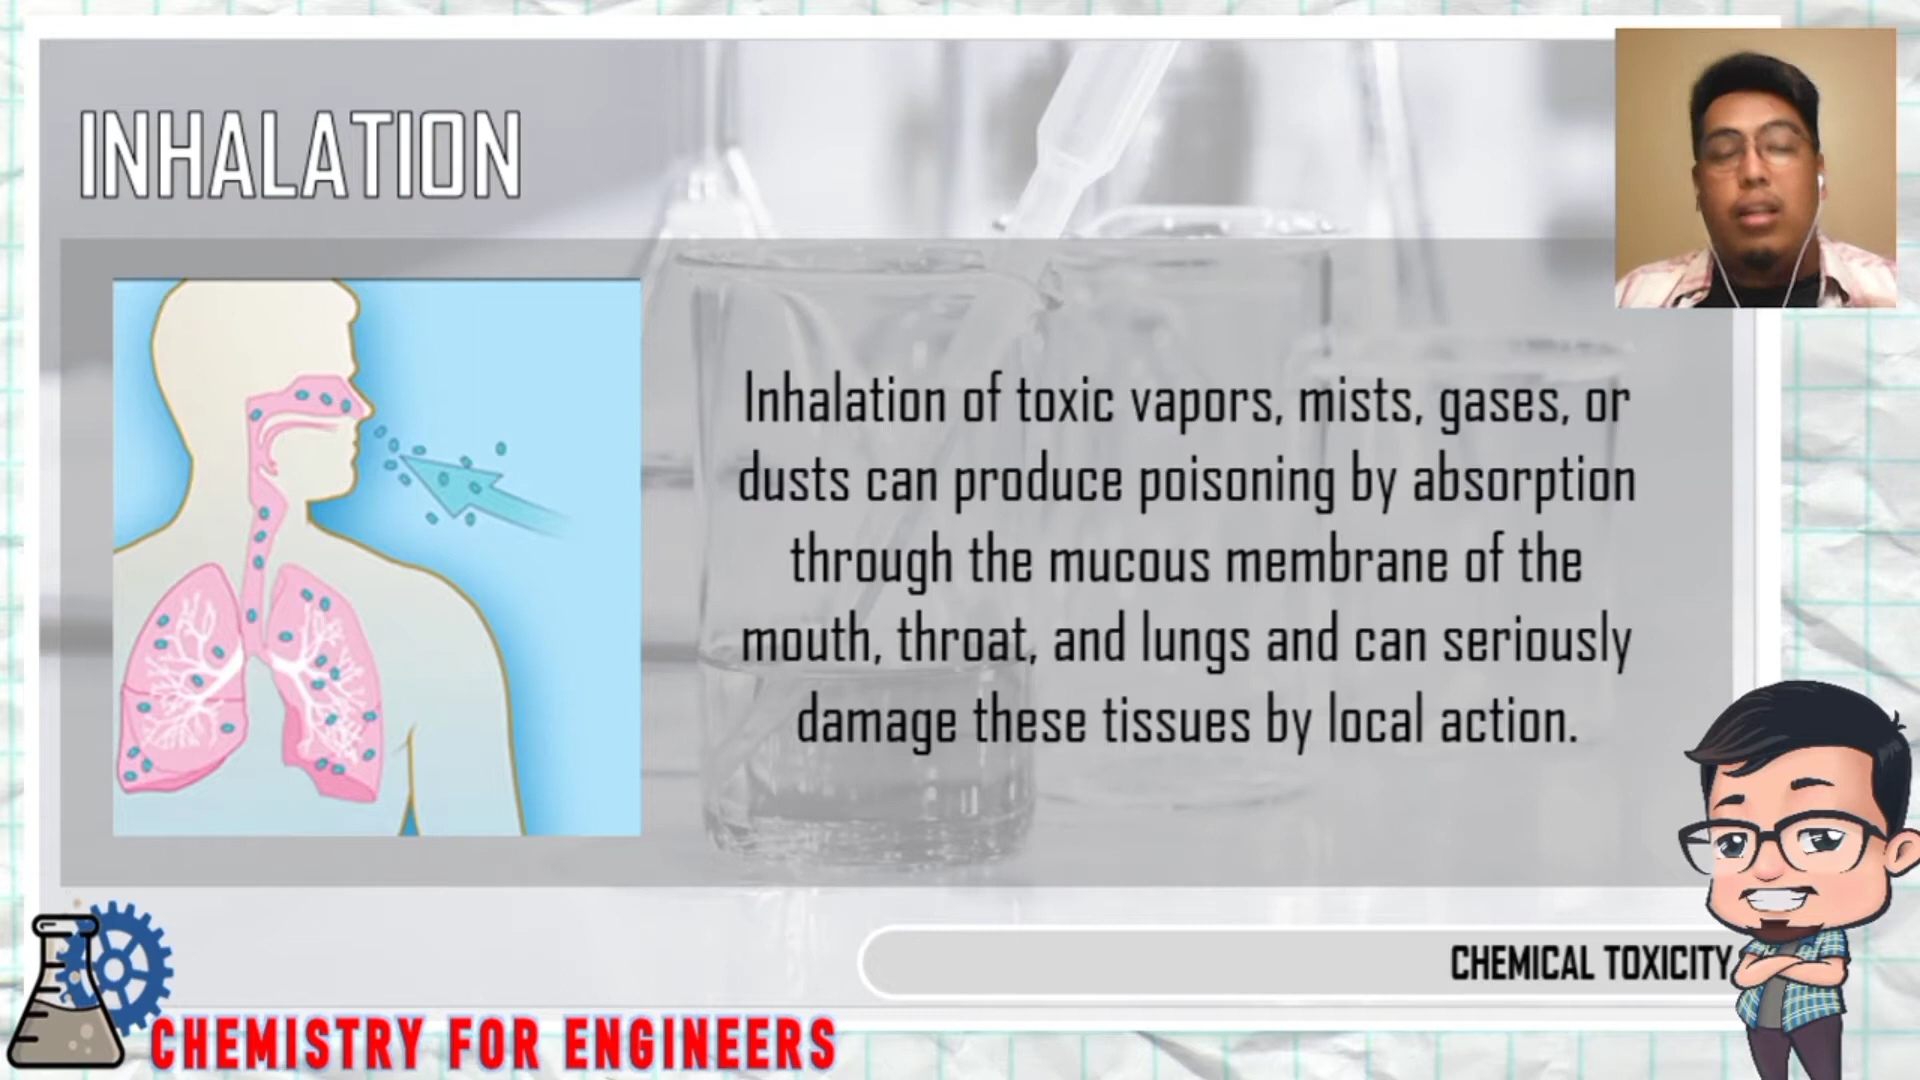 INHALATION
Inhalation of toxic vapors, mists, gases, or
dusts can produce poisoning by absorption
through the mucous membrane of the
mouth, throat, and lungs and can seriously
damage these tissues by local action.
CHEMICAL TOXICITY
CHEMISTRY FOR ENGINEERS